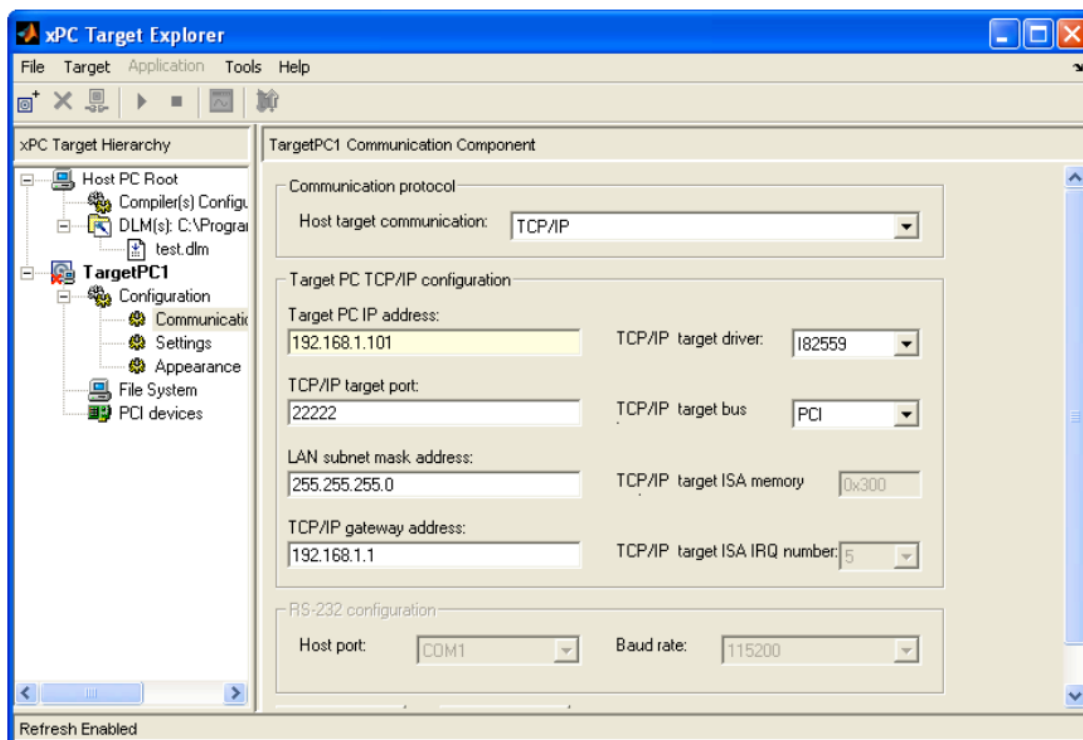 xPC Target Explorer
File Target Application Tools Help
xPC Target Hierarchy
TargetPC1 Communication Component
Host PC Root
Compiler(s) Configu
DLM(s): C:\Progra
test.dlm
TargetPC1
Configuration
Communicatio
Settings
Appearance
File System
PCI devices
Communication protocol
Host target communication: TCP/IP
Target PC TCP/IP configuration
Target PC IP address:
192.168.1.101
TCP/IP target driver: I82559
TCP/IP target port:
22222
TCP/IP target bus PCI
LAN subnet mask address:
255.255.255.0
TCP/IP target ISA memory 0x300
TCP/IP gateway address:
192.168.1.1
TCP/IP target ISA IRQ number: 5
RS-232 configuration
Host port: COM1 Baud rate: 115200
Refresh Enabled